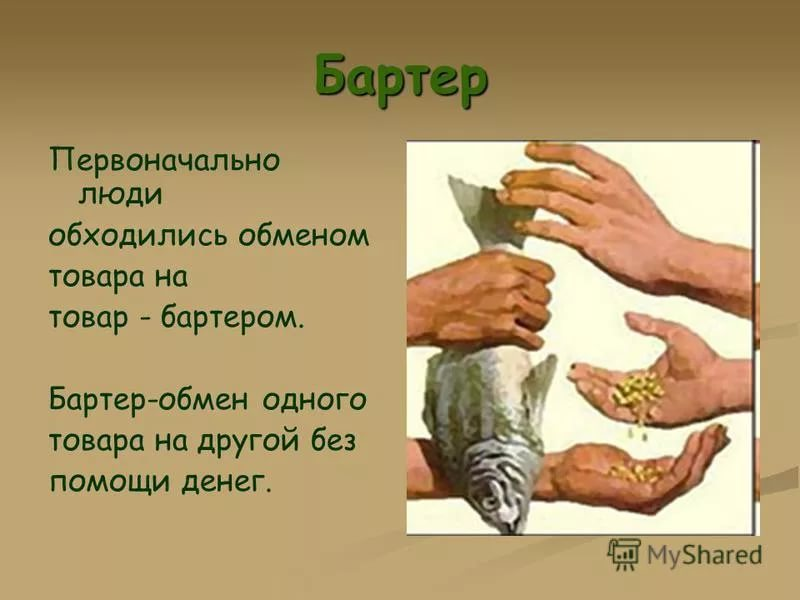 Бартер
Первоначально
люди
обходились обменом
товара на
товар - бартером.
Бартер-обмен одного
товара на другой без
помощи денег.
MyShared